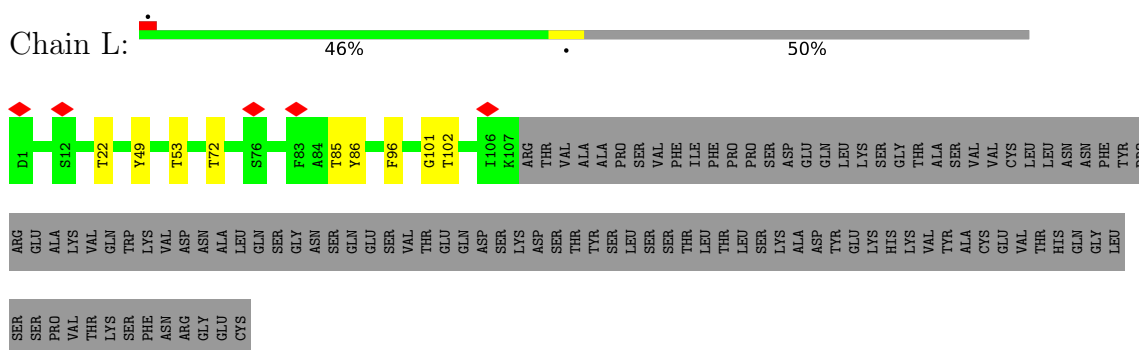 Chain L:
46%
50%
D1 S12 T22 Y49 T53 T72 S76 F83 A84 T85 Y86 F96 G101 T102 I106 K107 ARG THR VAL ALA ALA PRO SER VAL PHE ILE PHE PRO PRO SER ASP GLU GLN LEU LYS SER GLY THR ALA SER VAL VAL CYS LEU LEU ASN ASN PHE TYR
ARG GLU ALA LYS VAL GLN TRP LYS VAL ASP ASN ALA LEU GLN SER GLY ASN SER GLN GLU SER VAL THR GLU GLN ASP SER LYS ASP SER THR TYR SER LEU SER SER THR LEU THR LEU SER LYS ALA ASP TYR GLU LYS HIS LYS VAL TYR ALA CYS GLU VAL THR HIS GLN GLY LEU
SER SER PRO VAL THR LYS SER PHE ASN ARG GLY GLU CYS